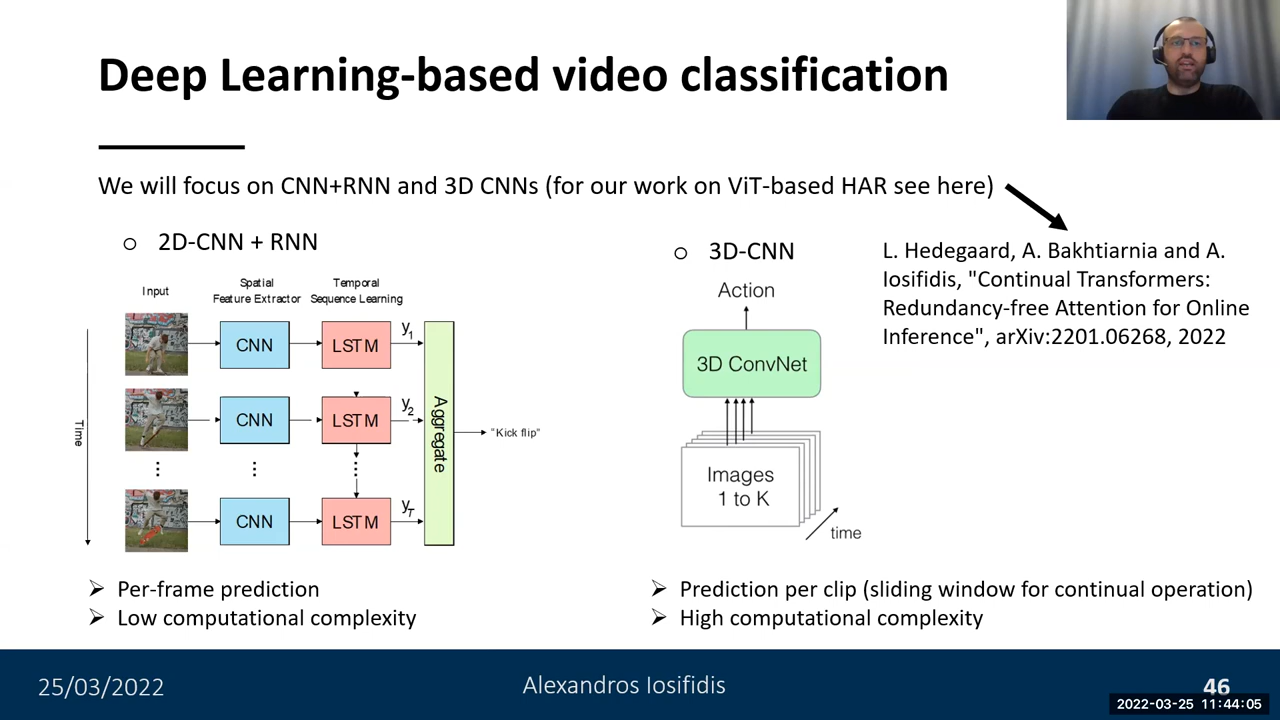 Deep Learning-based video classification
We will focus on CNN+RNN and 3D CNNs (for our work on ViT-based HAR see here)
o 2D-CNN + RNN
Input
Spatial
Feature Extractor
Temporal
Sequence Learning
Time
CNN
LSTM
y1
CNN
LSTM
y2
⋮
⋮
⋮
CNN
LSTM
yT
Aggregate
"Kick flip"
➢ Per-frame prediction
➢ Low computational complexity
o 3D-CNN
Action
3D ConvNet
Images
1 to K
time
➢ Prediction per clip (sliding window for continual operation)
➢ High computational complexity
L. Hedegaard, A. Bakhtiarnia and A.
Iosifidis, "Continual Transformers:
Redundancy-free Attention for Online
Inference", arXiv:2201.06268, 2022
25/03/2022
Alexandros Iosifidis
46
2022-03-25 11:44:05